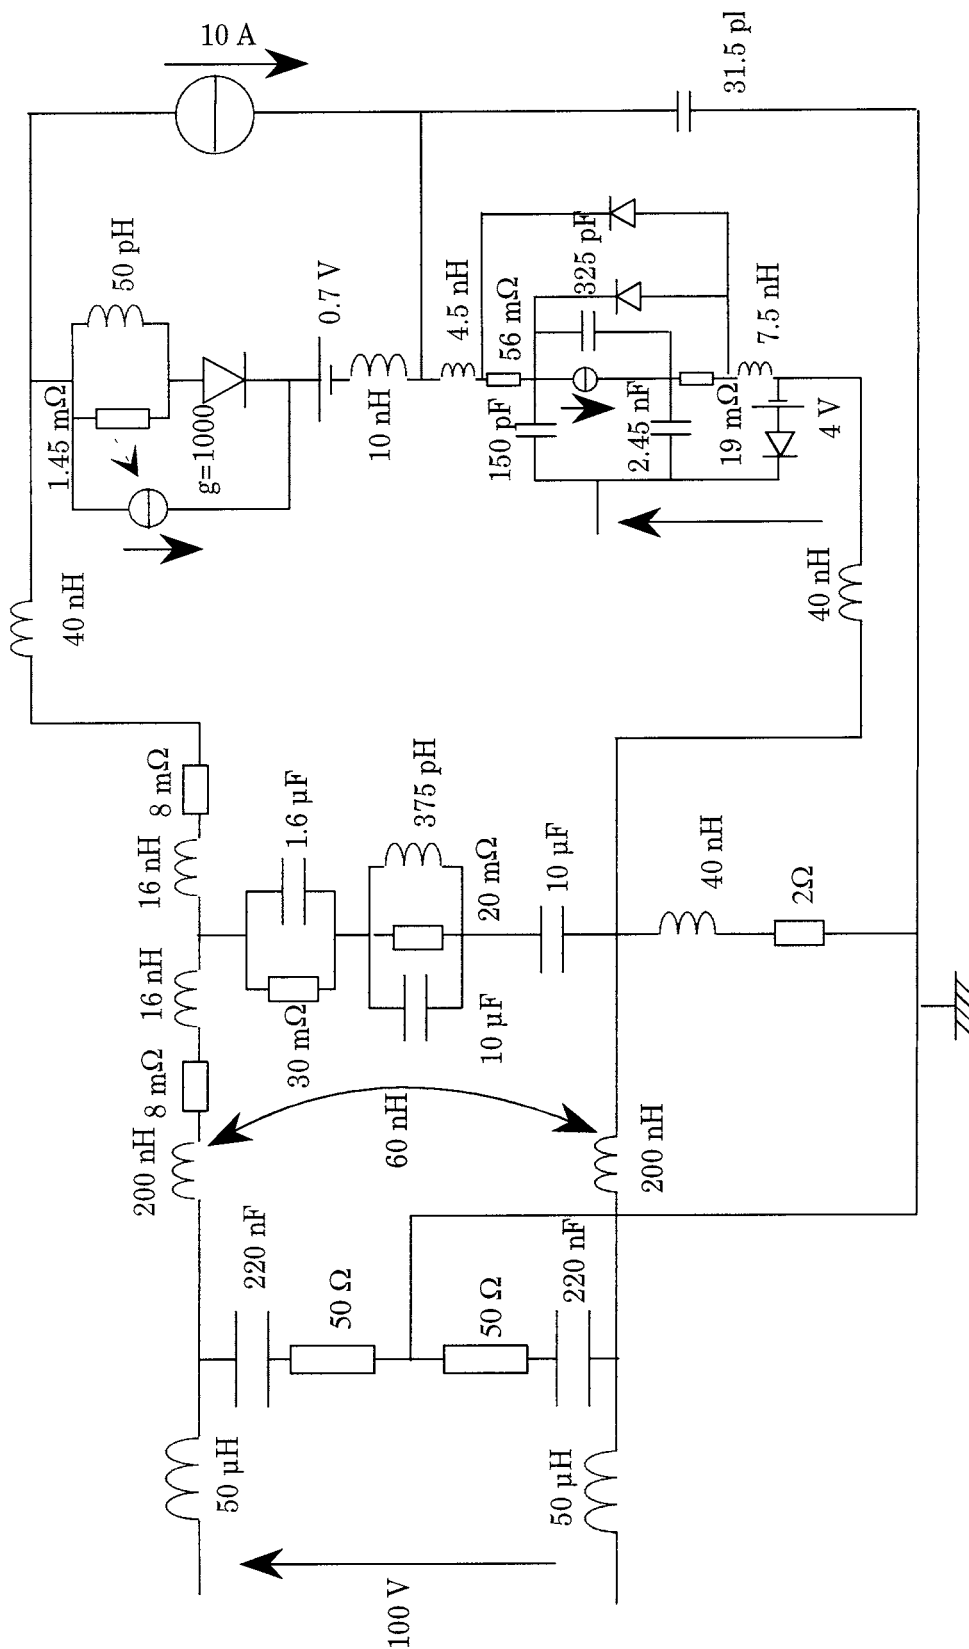 10 A
31.5 pl
50 pH
1.45 mΩ
g=1000
0.7 V
10 nH
4.5 nH
56 mΩ
325 pF
150 pF
2.45 nF
19 mΩ
7.5 nH
4 V
40 nH
40 nH
8 mΩ
16 nH
16 nH
8 mΩ
200 nH
1.6 µF
30 mΩ
375 pH
20 mΩ
10 µF
10 µF
40 nH
2Ω
60 nH
200 nH
220 nF
50 Ω
50 Ω
220 nF
50 µH
50 µH
100 V